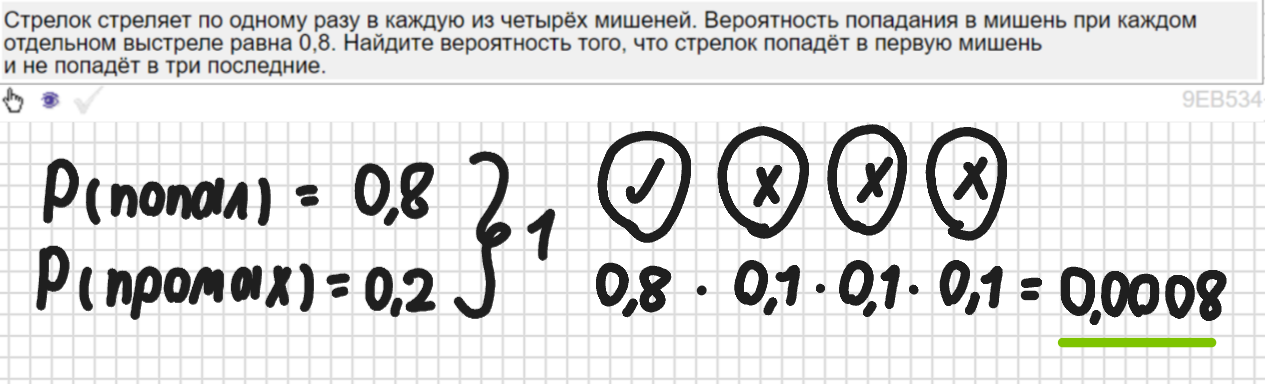 Стрелок стреляет по одному разу в каждую из четырёх мишеней. Вероятность попадания в мишень при каждом
отдельном выстреле равна 0,8. Найдите вероятность того, что стрелок попадёт в первую мишень
и не попадёт в три последние.
9EB534
P(попал) = 0,8
P(промах) = 0,2
} 1
✓ x x x
0,8 · 0,1 · 0,1 · 0,1 = 0,0008